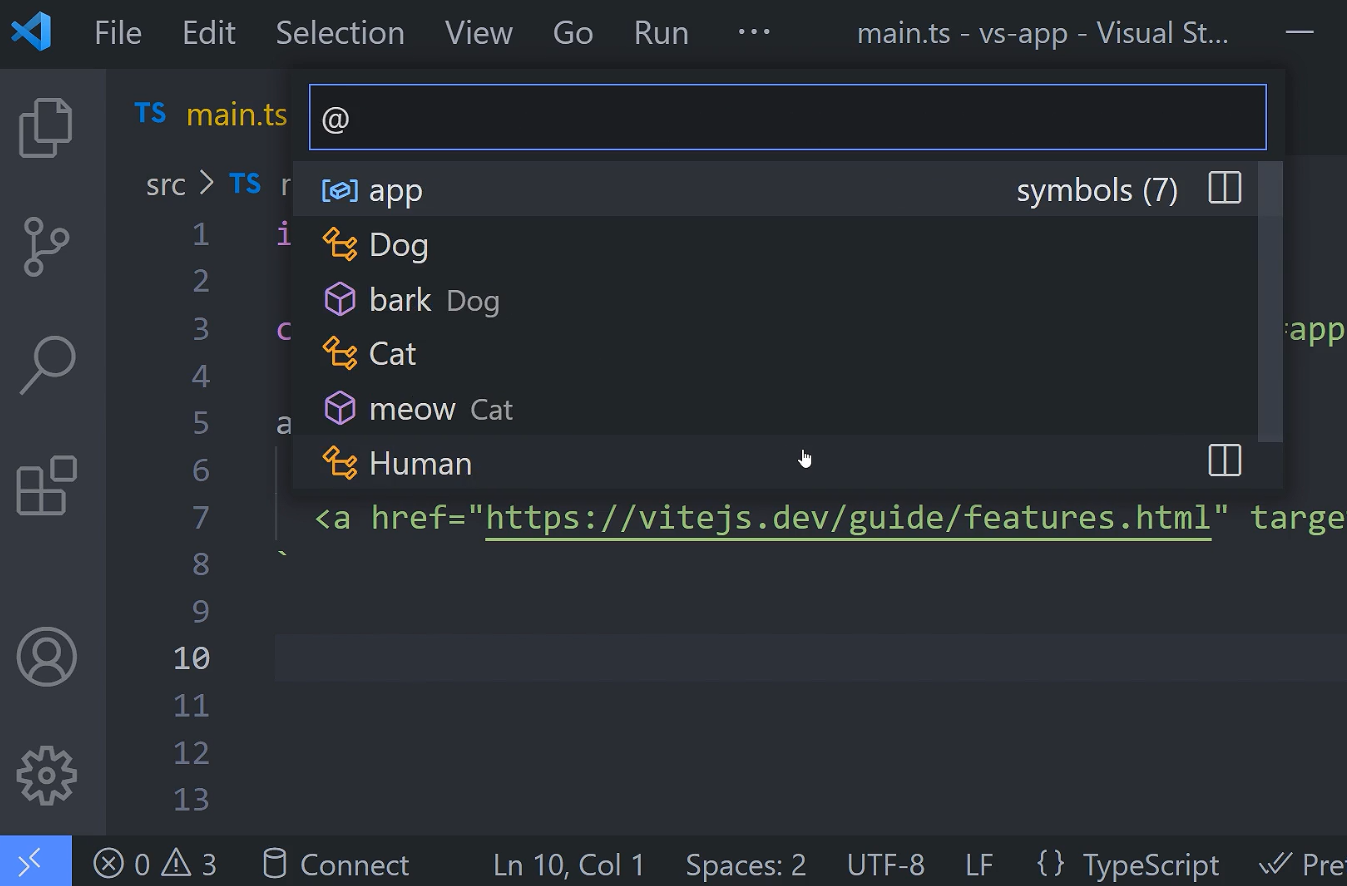 File Edit Selection View Go Run ··· main.ts - vs-app - Visual St...
TS main.ts
@
src > TS
app symbols (7)
Dog
bark Dog
Cat
meow Cat
Human
1 i
2
3 c app
4
5 a
6
7 <a href="https://vitejs.dev/guide/features.html" targe
8 `
9
10
11
12
13
0 3 Connect Ln 10, Col 1 Spaces: 2 UTF-8 LF {} TypeScript Pre